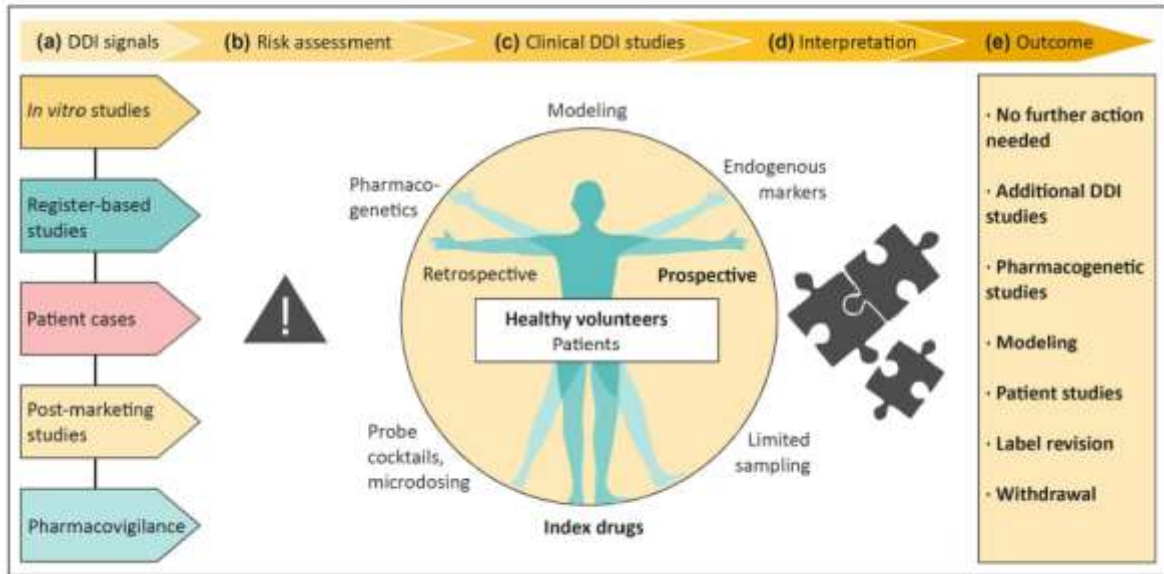 (a) DDI signals
(b) Risk assessment
(c) Clinical DDI studies
(d) Interpretation
(e) Outcome
In vitro studies
Register-based
studies
Patient cases
Post-marketing
studies
Pharmacovigilance
Modeling
Pharmaco-
genetics
Endogenous
markers
Retrospective
Prospective
Healthy volunteers
Patients
Probe
cocktails,
microdosing
Limited
sampling
Index drugs
· No further action
needed
· Additional DDI
studies
· Pharmacogenetic
studies
· Modeling
· Patient studies
· Label revision
· Withdrawal